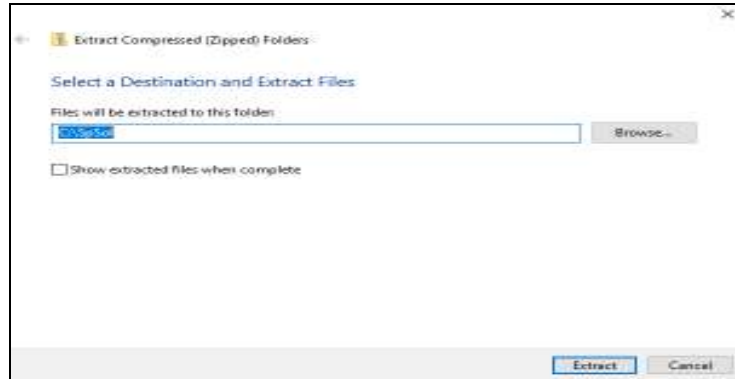 Extract Compressed (Zipped) Folders
Select a Destination and Extract Files
Files will be extracted to this folder:
C:\SpSol
Browse...
Show extracted files when complete
Extract
Cancel